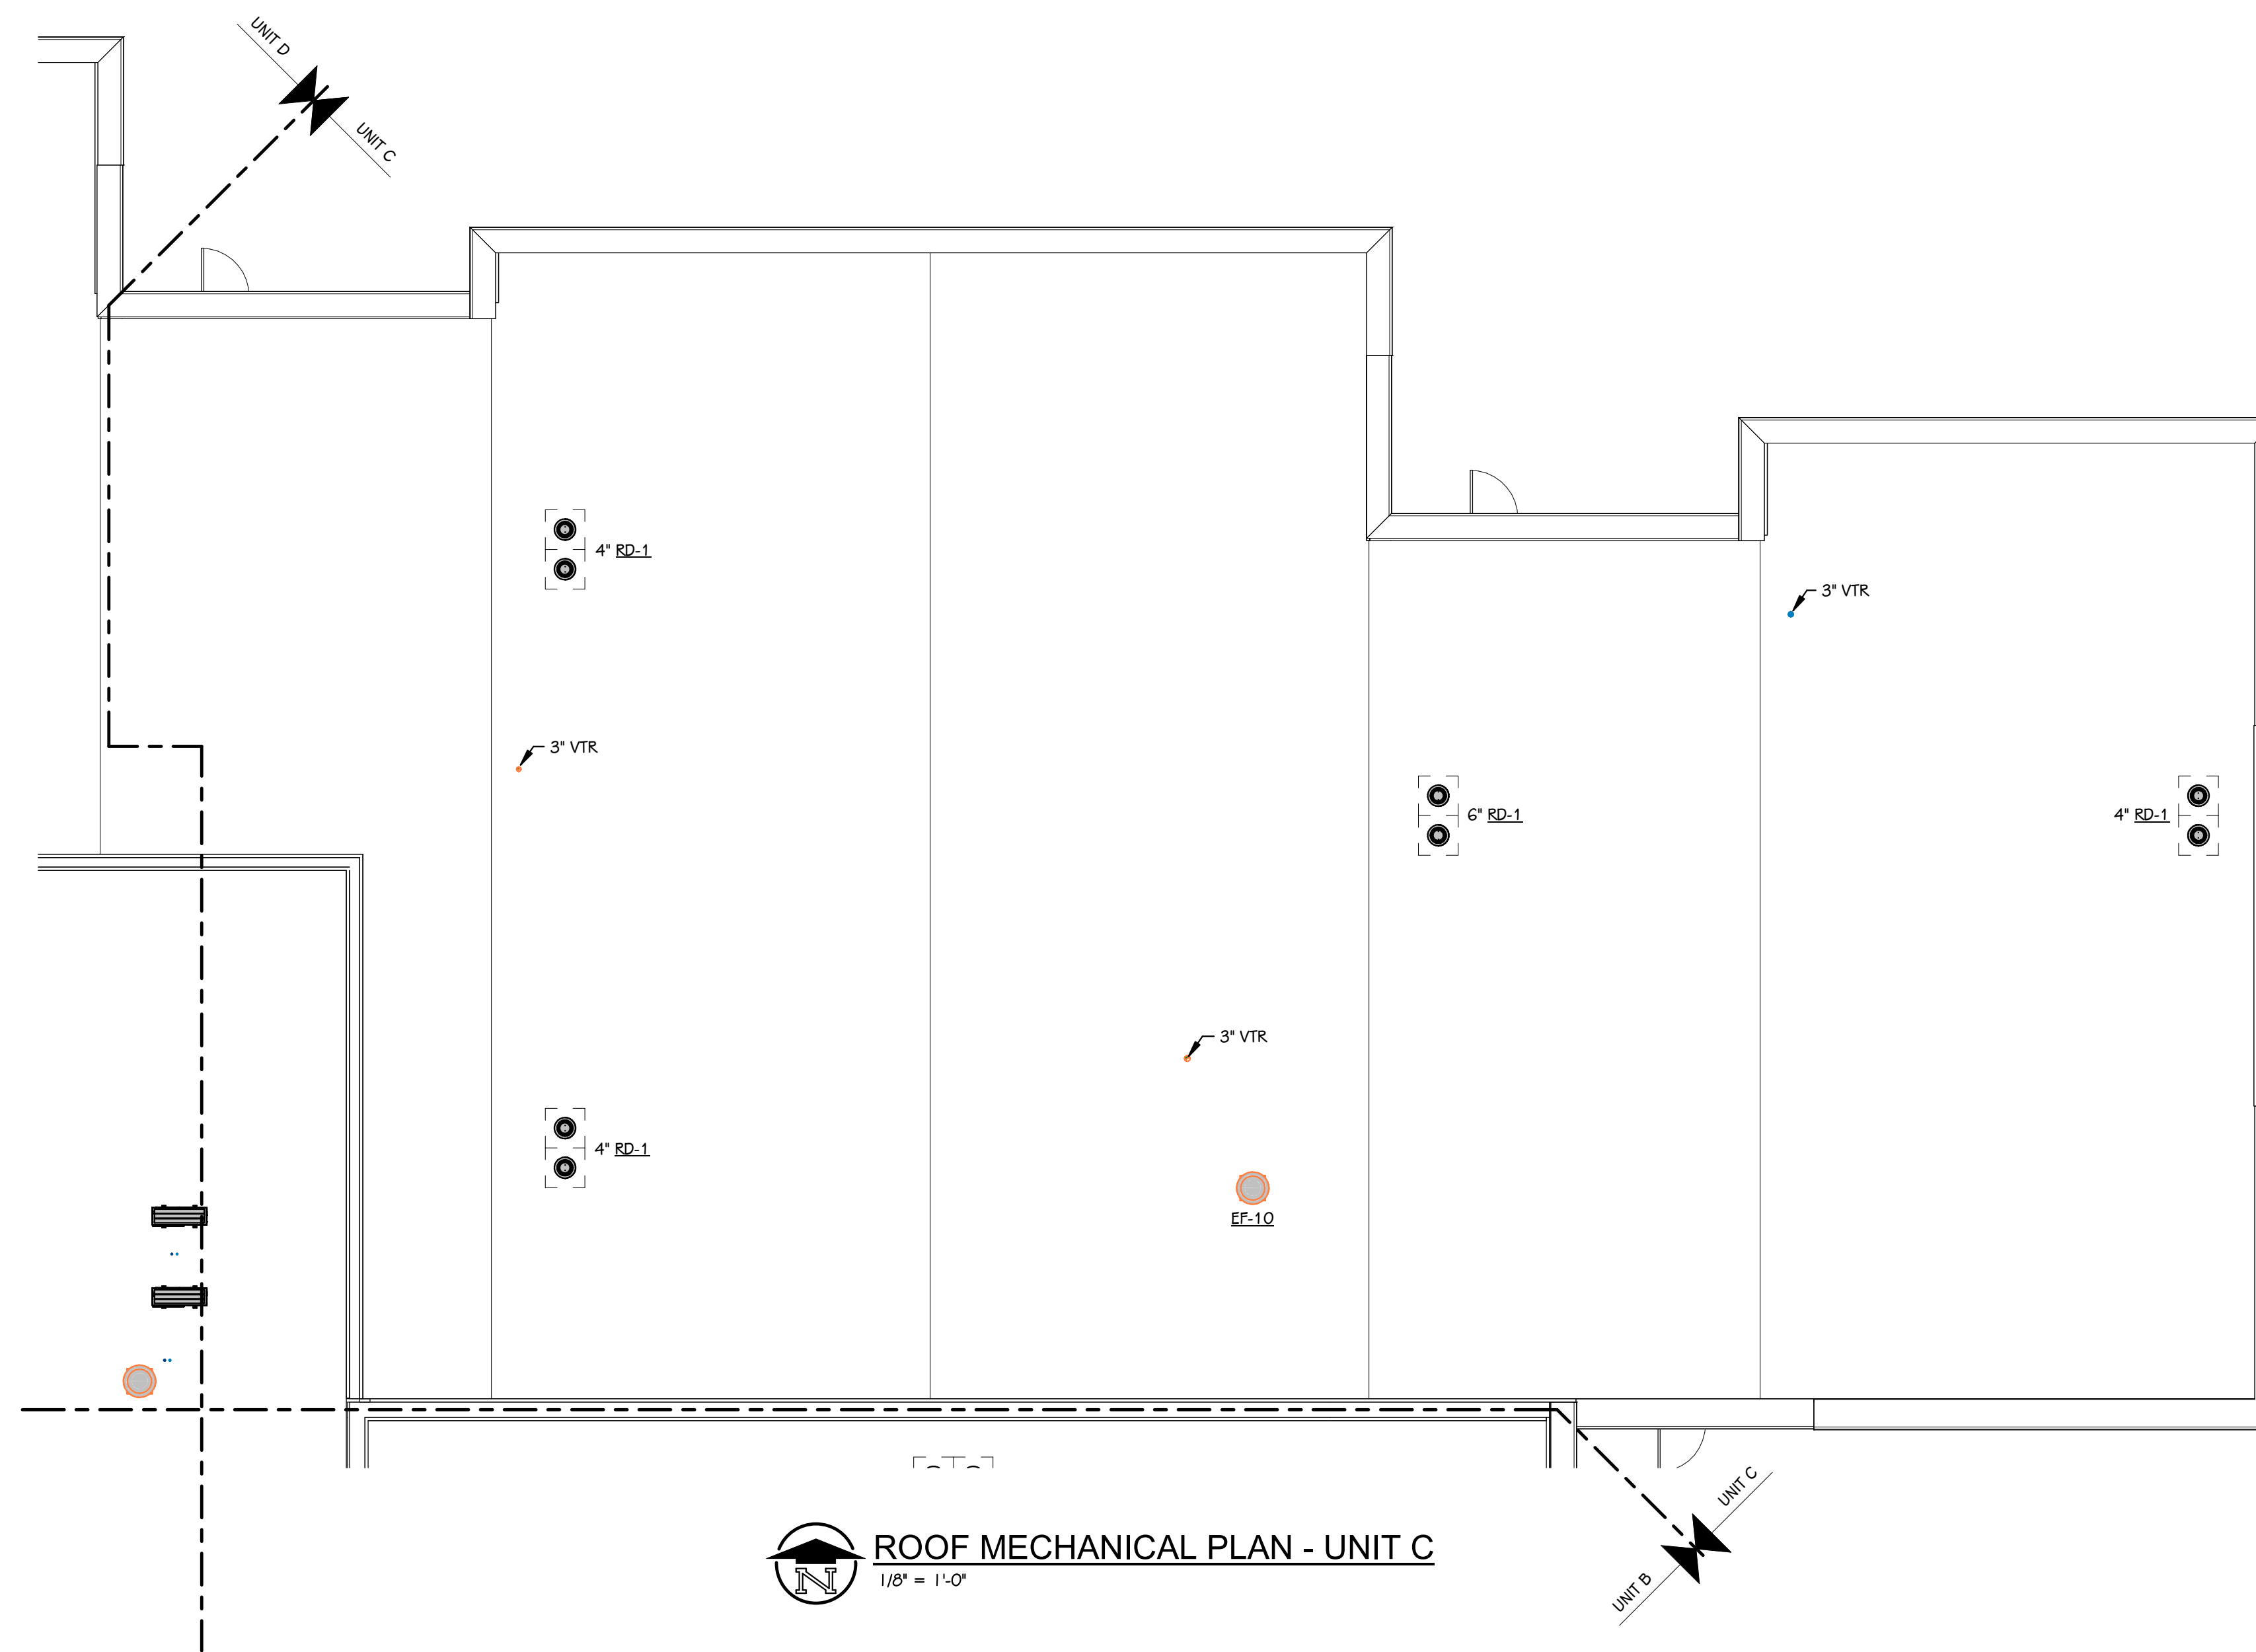 UNIT D
UNIT C
4" RD-1
3" VTR
3" VTR
6" RD-1
4" RD-1
3" VTR
4" RD-1
EF-10
UNIT C
UNIT B
N
ROOF MECHANICAL PLAN - UNIT C
1/8" = 1'-0"